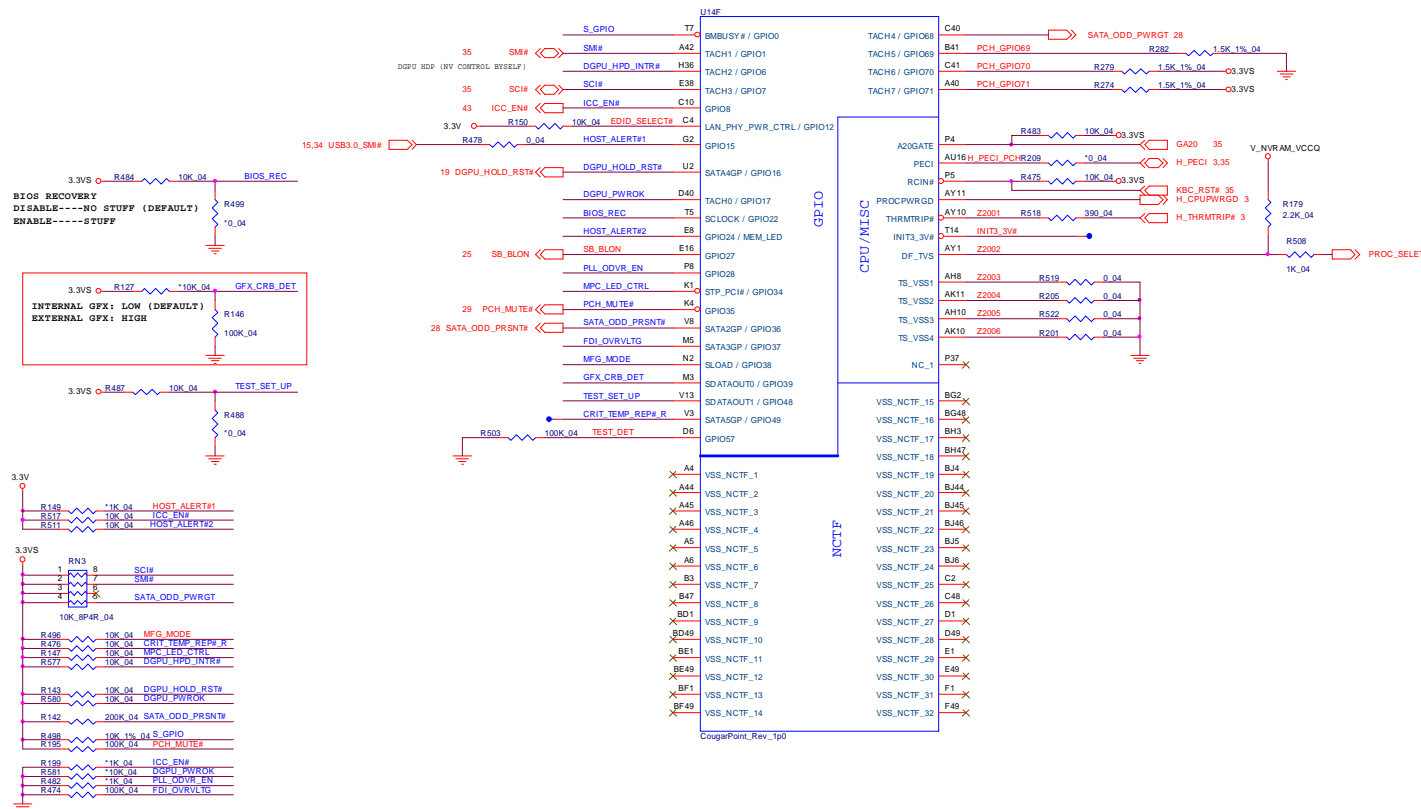 U14F
S_GPIO T7 BMBUSY# / GPIO0
35 SMI# SMI# A42 TACH1 / GPIO1
DGPU HDP (NV CONTROL BYSELF)
DGPU_HPD_INTR# H36 TACH2 / GPIO6
35 SCI# SCI# E38 TACH3 / GPIO7
43 ICC_EN# ICC_EN# C10 GPIO8
3.3V R150 10K_04 EDID_SELECT# C4 LAN_PHY_PWR_CTRL / GPIO12
15,34 USB3.0_SMI# R478 0_04 HOST_ALERT#1 G2 GPIO15
19 DGPU_HOLD_RST# DGPU_HOLD_RST# U2 SATA4GP / GPIO16
DGPU_PWROK D40 TACH0 / GPIO17
BIOS_REC T5 SCLOCK / GPIO22
HOST_ALERT#2 E8 GPIO24 / MEM_LED
25 SB_BLON SB_BLON E16 GPIO27
PLL_ODVR_EN P8 GPIO28
MPC_LED_CTRL K1 STP_PCI# / GPIO34
29 PCH_MUTE# PCH_MUTE# K4 GPIO35
28 SATA_ODD_PRSNT# SATA_ODD_PRSNT# V8 SATA2GP / GPIO36
FDI_OVRVLTG M5 SATA3GP / GPIO37
MFG_MODE N2 SLOAD / GPIO38
GFX_CRB_DET M3 SDATAOUT0 / GPIO39
TEST_SET_UP V13 SDATAOUT1 / GPIO48
CRIT_TEMP_REP#_R V3 SATA5GP / GPIO49
R503 100K_04 TEST_DET D6 GPIO57
A4 VSS_NCTF_1
A44 VSS_NCTF_2
A45 VSS_NCTF_3
A46 VSS_NCTF_4
A5 VSS_NCTF_5
A6 VSS_NCTF_6
B3 VSS_NCTF_7
B47 VSS_NCTF_8
BD1 VSS_NCTF_9
BD49 VSS_NCTF_10
BE1 VSS_NCTF_11
BE49 VSS_NCTF_12
BF1 VSS_NCTF_13
BF49 VSS_NCTF_14
CougarPoint_Rev_1p0
GPIO
CPU/MISC
NCTF
TACH4 / GPIO68 C40 SATA_ODD_PWRGT 28
TACH5 / GPIO69 B41 PCH_GPIO69 R282 1.5K_1%_04
TACH6 / GPIO70 C41 PCH_GPIO70 R279 1.5K_1%_04 3.3VS
TACH7 / GPIO71 A40 PCH_GPIO71 R274 1.5K_1%_04 3.3VS
R483 10K_04 3.3VS
A20GATE P4 GA20 35
PECI AU16 H_PECI_PCH R209 *0_04 H_PECI 3,35
RCIN# P5 R475 10K_04 3.3VS
KBC_RST# 35
PROCPWRGD AY11 H_CPUPWRGD 3
THRMTRIP# AY10 Z2001 R518 390_04 H_THRMTRIP# 3
INIT3_3V# T14 INIT3_3V#
DF_TVS AY1 Z2002
V_NVRAM_VCCQ
R179
2.2K_04
R508
1K_04
PROC_SELET
TS_VSS1 AH8 Z2003 R519 0_04
TS_VSS2 AK11 Z2004 R205 0_04
TS_VSS3 AH10 Z2005 R522 0_04
TS_VSS4 AK10 Z2006 R201 0_04
NC_1 P37
VSS_NCTF_15 BG2
VSS_NCTF_16 BG48
VSS_NCTF_17 BH3
VSS_NCTF_18 BH47
VSS_NCTF_19 BJ4
VSS_NCTF_20 BJ44
VSS_NCTF_21 BJ45
VSS_NCTF_22 BJ46
VSS_NCTF_23 BJ5
VSS_NCTF_24 BJ6
VSS_NCTF_25 C2
VSS_NCTF_26 C48
VSS_NCTF_27 D1
VSS_NCTF_28 D49
VSS_NCTF_29 E1
VSS_NCTF_30 E49
VSS_NCTF_31 F1
VSS_NCTF_32 F49
3.3VS R484 10K_04 BIOS_REC
BIOS RECOVERY
DISABLE----NO STUFF (DEFAULT)
ENABLE-----STUFF
R499
*0_04
3.3VS R127 *10K_04 GFX_CRB_DET
INTERNAL GFX: LOW (DEFAULT)
EXTERNAL GFX: HIGH
R146
100K_04
3.3VS R487 10K_04 TEST_SET_UP
R488
*0_04
3.3V
R149 *1K_04 HOST_ALERT#1
R517 10K_04 ICC_EN#
R511 10K_04 HOST_ALERT#2
3.3VS
RN3
1 8 SCI#
2 7 SMI#
3 6
4 5 SATA_ODD_PWRGT
10K_8P4R_04
R496 10K_04 MFG_MODE
R476 10K_04 CRIT_TEMP_REP#_R
R147 10K_04 MPC_LED_CTRL
R577 10K_04 DGPU_HPD_INTR#
R143 10K_04 DGPU_HOLD_RST#
R580 10K_04 DGPU_PWROK
R142 200K_04 SATA_ODD_PRSNT#
R498 10K_1%_04 S_GPIO
R195 100K_04 PCH_MUTE#
R199 *1K_04 ICC_EN#
R581 *10K_04 DGPU_PWROK
R482 *1K_04 PLL_ODVR_EN
R474 100K_04 FDI_OVRVLTG